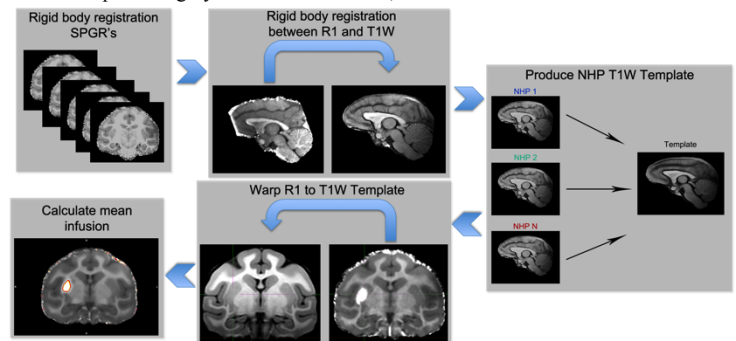 Rigid body registration
SPGR's
Rigid body registration
between R1 and T1W
Produce NHP T1W Template
NHP 1
NHP 2
NHP N
Template
Warp R1 to T1W Template
Calculate mean
infusion